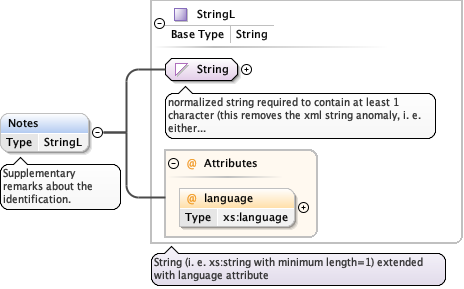 StringL
Base Type String
String
normalized string required to contain at least 1
character (this removes the xml string anomaly, i. e.
either...
Notes
Type StringL
Supplementary
remarks about the
identification.
@ Attributes
@ language
Type xs:language
String (i. e. xs:string with minimum length=1) extended
with language attribute